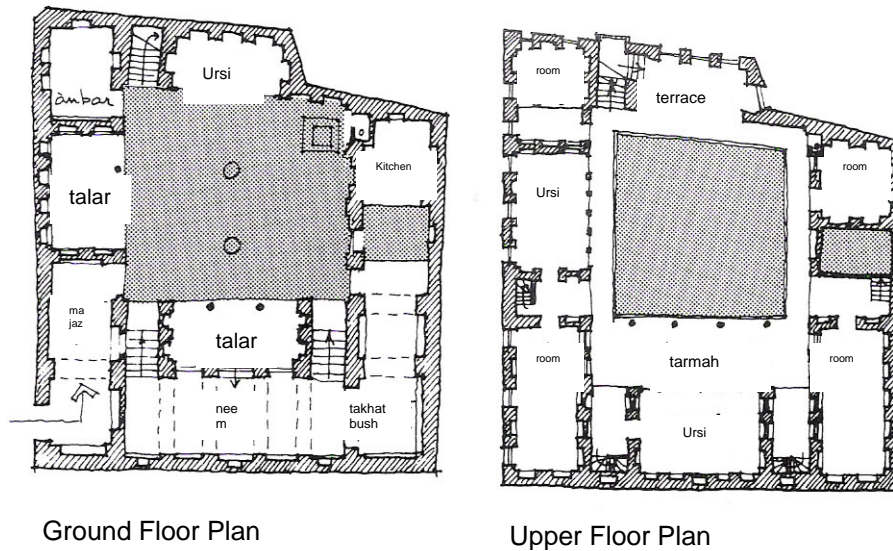 Ursi
anbar
talar
Kitchen
ma
jaz
talar
nee
m
takhat
bush
Ground Floor Plan
room
terrace
Ursi
room
room
tarmah
room
Ursi
Upper Floor Plan